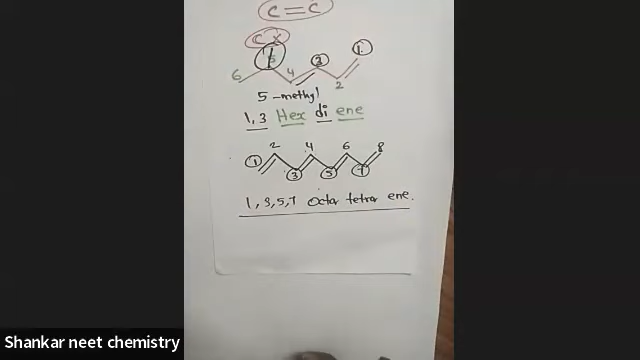 C = C
C X
6 5 4 3 2 1
5 - methyl
1,3 Hex di ene
1 2 3 4 5 6 7 8
1,3,5,7 Octa tetra ene.
Shankar neet chemistry